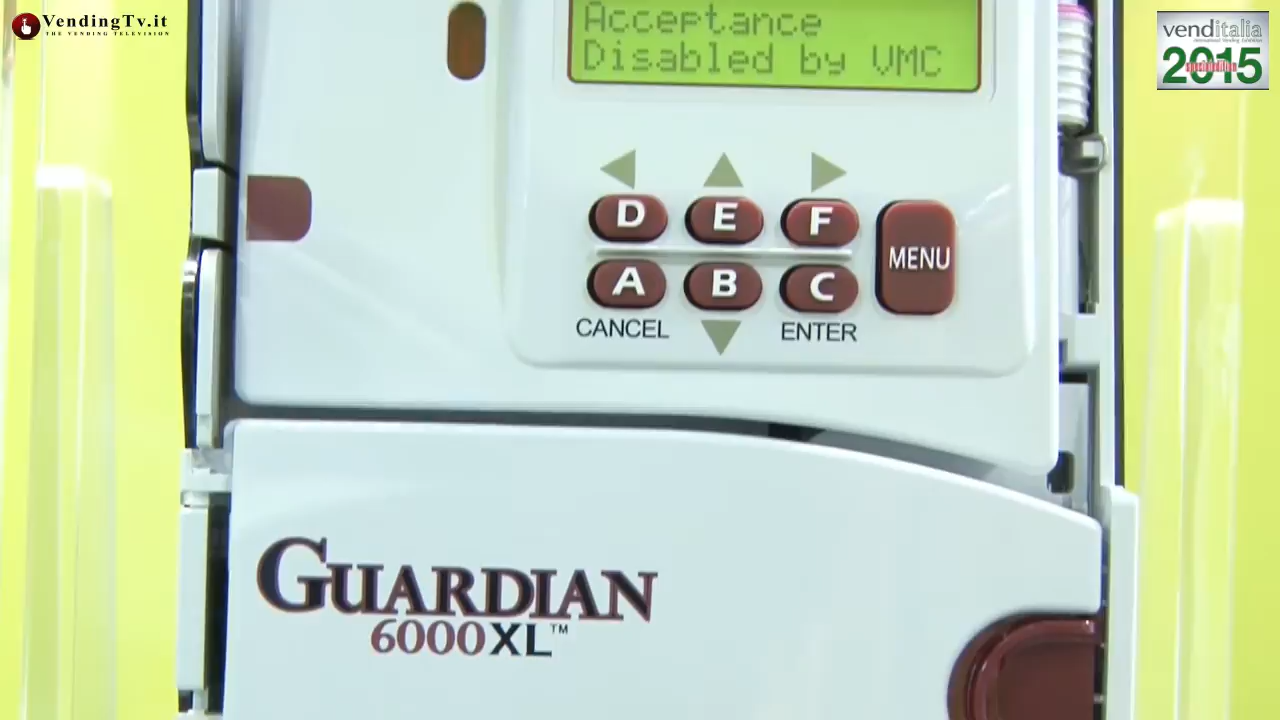 VendingTv.it
THE VENDING TELEVISION
venditalia
2015
Acceptance
Disabled by VMC
D E F
MENU
A B C
CANCEL ENTER
GUARDIAN
6000XL™